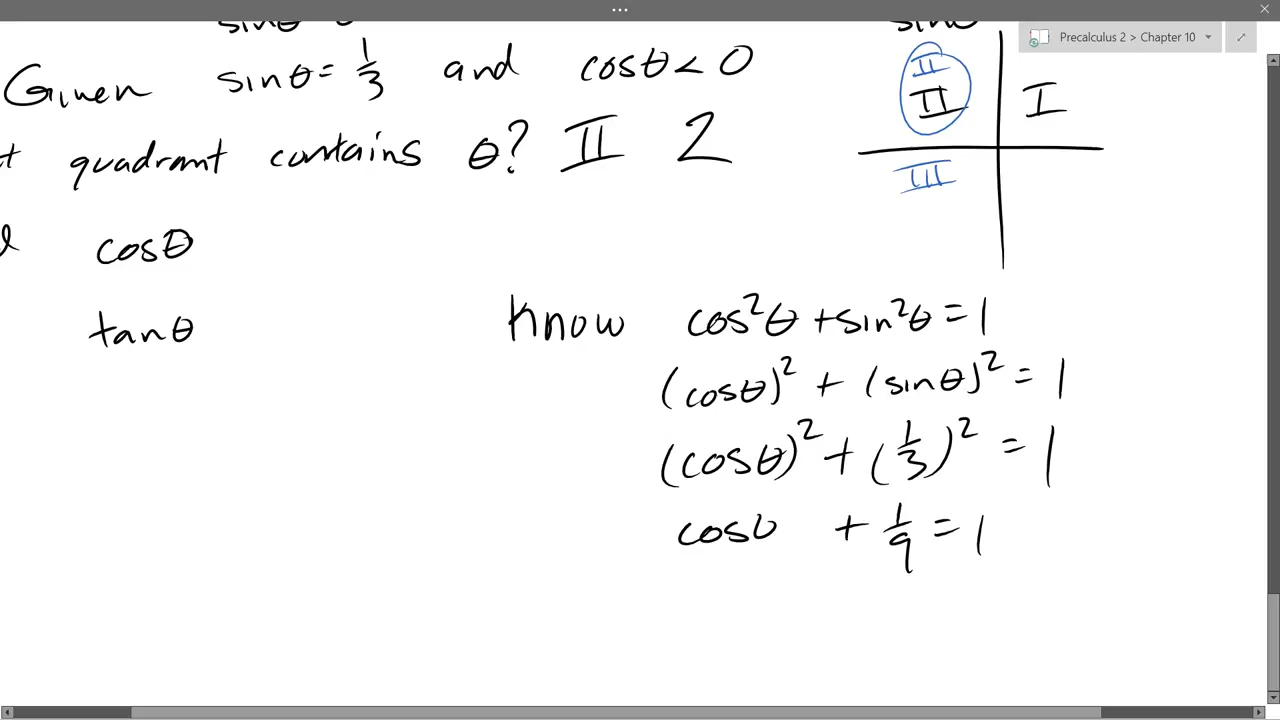 sinθ
sinθ
Precalculus 2 > Chapter 10
Given sinθ = 1/3 and cosθ < 0
II
II I
quadrant contains θ? II 2
III
cosθ
tanθ
Know cos²θ + sin²θ = 1
(cosθ)² + (sinθ)² = 1
(cosθ)² + (1/3)² = 1
cosθ + 1/9 = 1